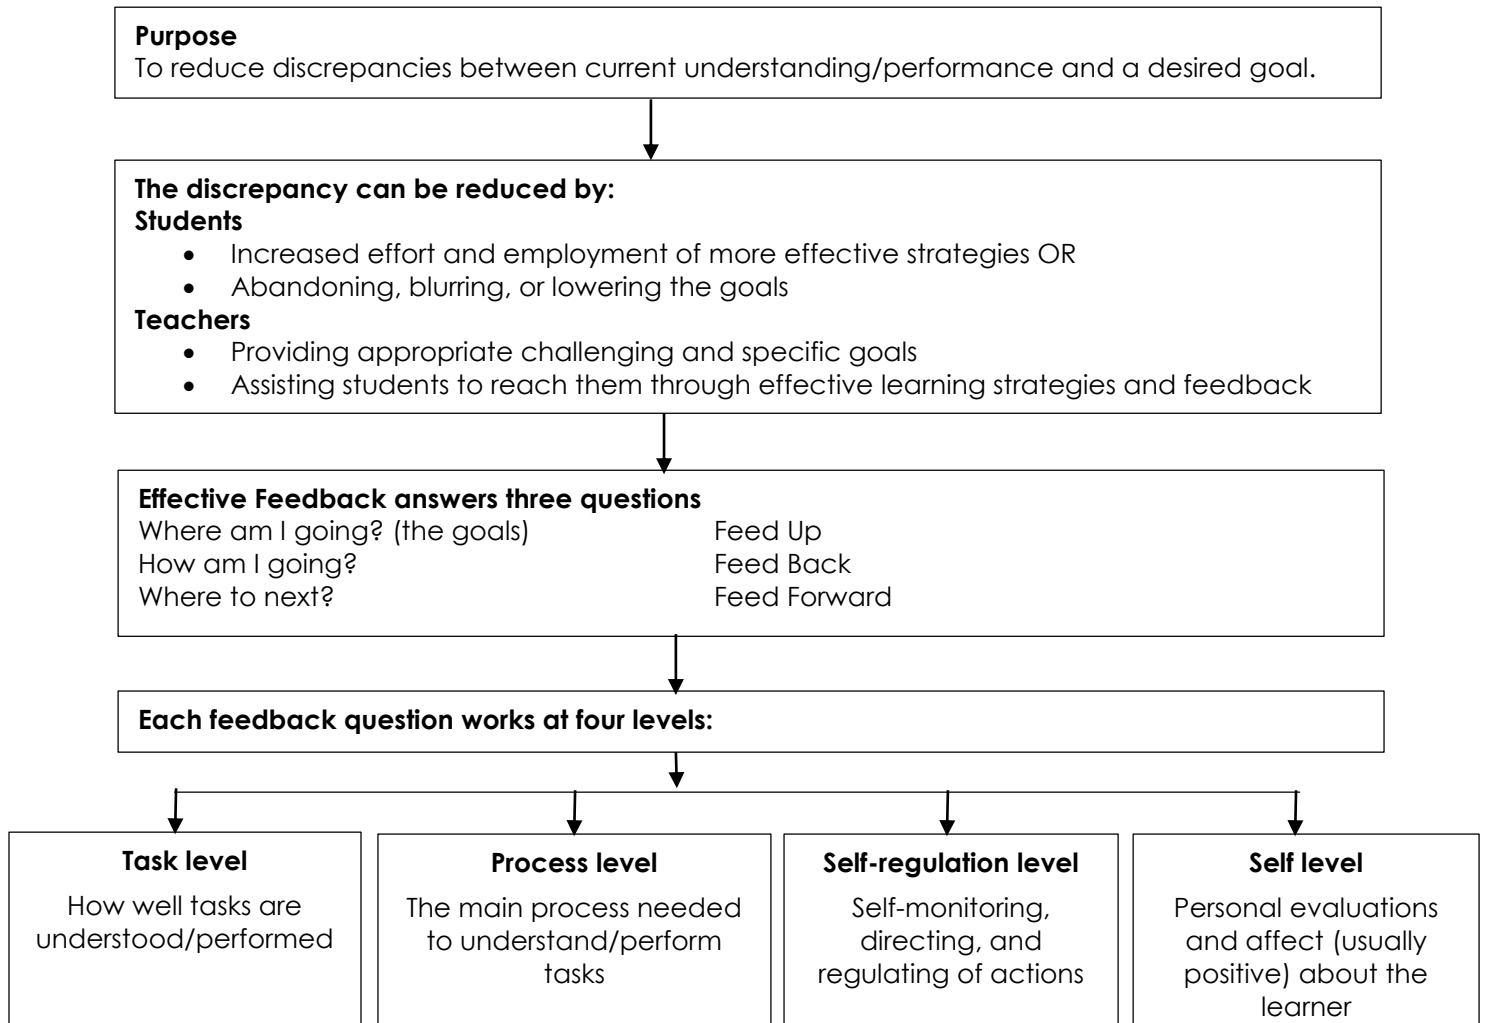 Purpose
To reduce discrepancies between current understanding/performance and a desired goal.
The discrepancy can be reduced by:
Students
• Increased effort and employment of more effective strategies OR
• Abandoning, blurring, or lowering the goals
Teachers
• Providing appropriate challenging and specific goals
• Assisting students to reach them through effective learning strategies and feedback
Effective Feedback answers three questions
Where am I going? (the goals) Feed Up
How am I going? Feed Back
Where to next? Feed Forward
Each feedback question works at four levels:
Task level
How well tasks are
understood/performed
Process level
The main process needed
to understand/perform
tasks
Self-regulation level
Self-monitoring,
directing, and
regulating of actions
Self level
Personal evaluations
and affect (usually
positive) about the
learner